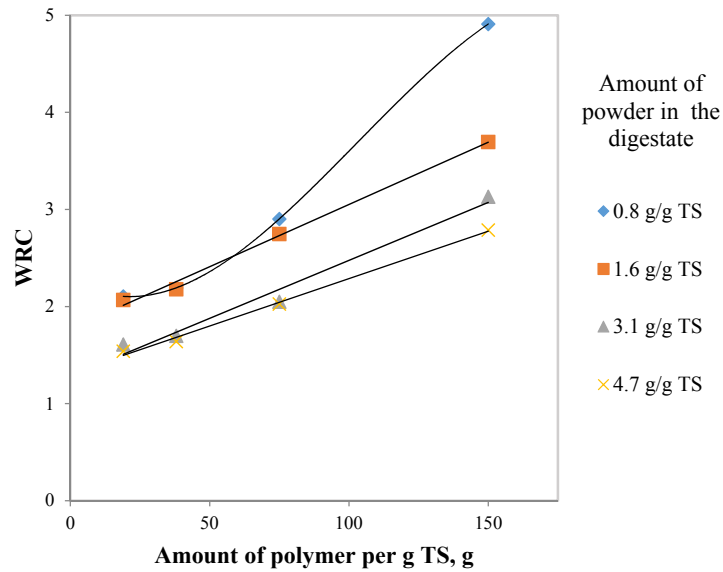 5
4
3
2
1
0
0
50
100
150
WRC
Amount of polymer per g TS, g
Amount of
powder in the
digestate
0.8 g/g TS
1.6 g/g TS
3.1 g/g TS
4.7 g/g TS